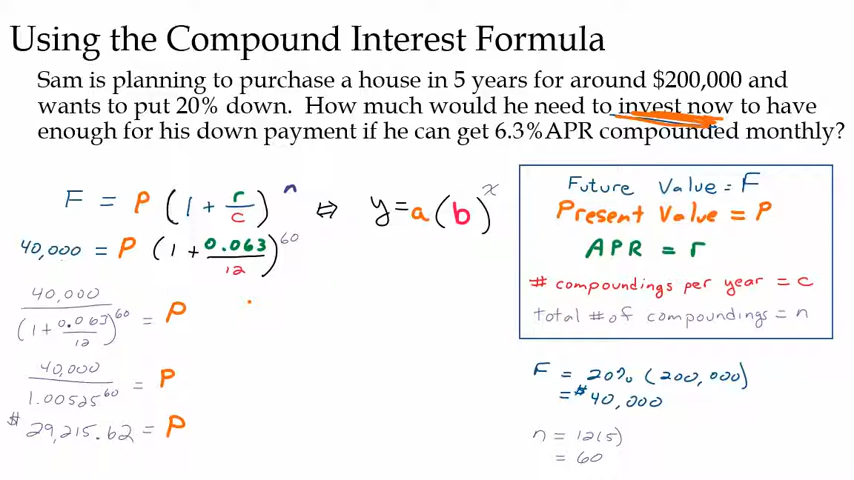 Using the Compound Interest Formula
Sam is planning to purchase a house in 5 years for around $200,000 and
wants to put 20% down. How much would he need to invest now to have
enough for his down payment if he can get 6.3%APR compounded monthly?
F = P (1 + r/c)^n ⇔ y = a(b)^x
40,000 = P (1 + 0.063/12)^60
40,000/(1 + 0.063/12)^60 = P
40,000/1.00525^60 = P
$29,215.62 = P
Future Value = F
Present Value = P
APR = r
# compoundings per year = c
total # of compoundings = n
F = 20% (200,000)
= $40,000
n = 12(5)
= 60